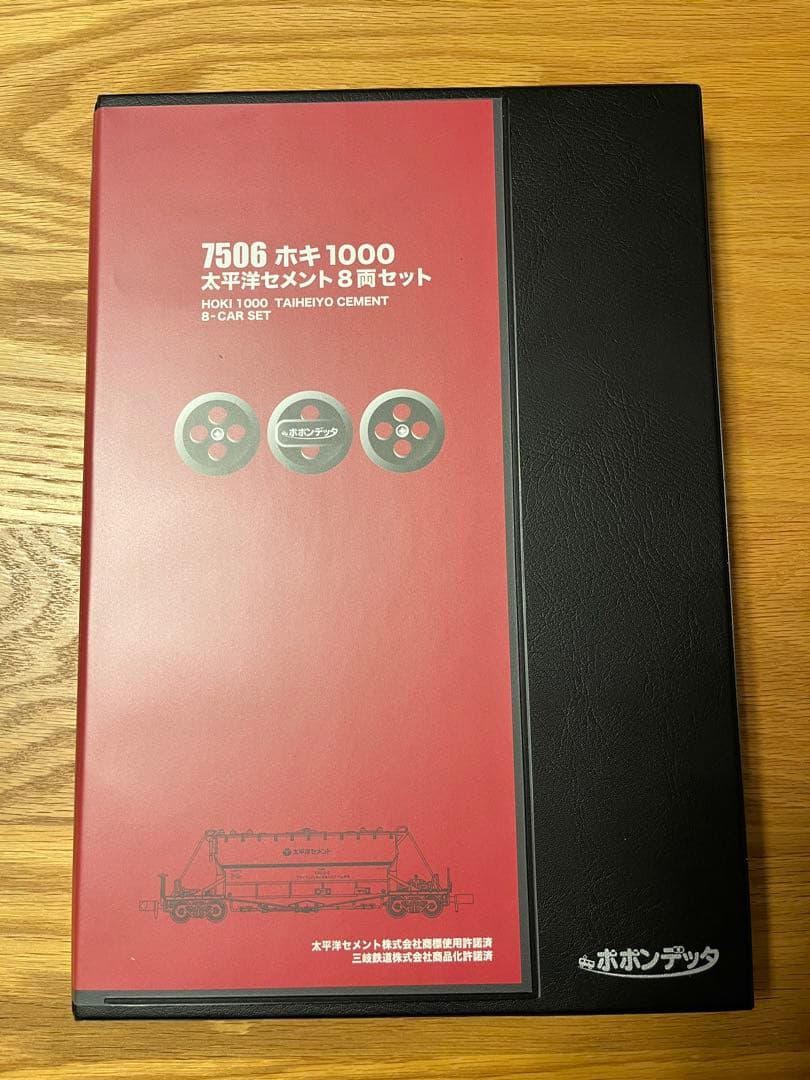 7506 ホキ1000
太平洋セメント8両セット
HOKI 1000 TAIHEIYO CEMENT
8-CAR SET
ポポンデッタ
太平洋セメント
太平洋セメント株式会社商標使用許諾済
三岐鉄道株式会社商品化許諾済
ポポンデッタ